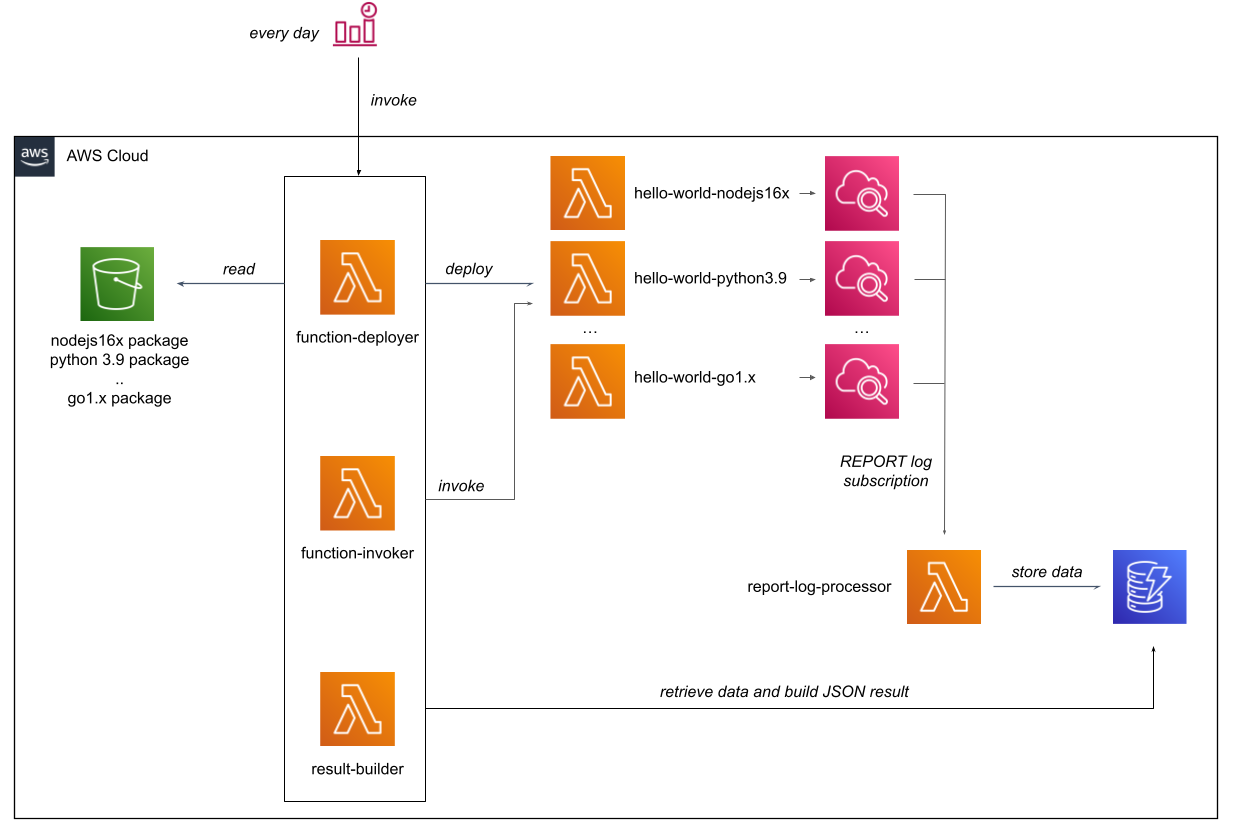 every day
invoke
aws
AWS Cloud
hello-world-nodejs16x
read
deploy
hello-world-python3.9
function-deployer
...
...
nodejs16x package
python 3.9 package
..
go1.x package
hello-world-go1.x
REPORT log
subscription
invoke
function-invoker
report-log-processor
store data
retrieve data and build JSON result
result-builder